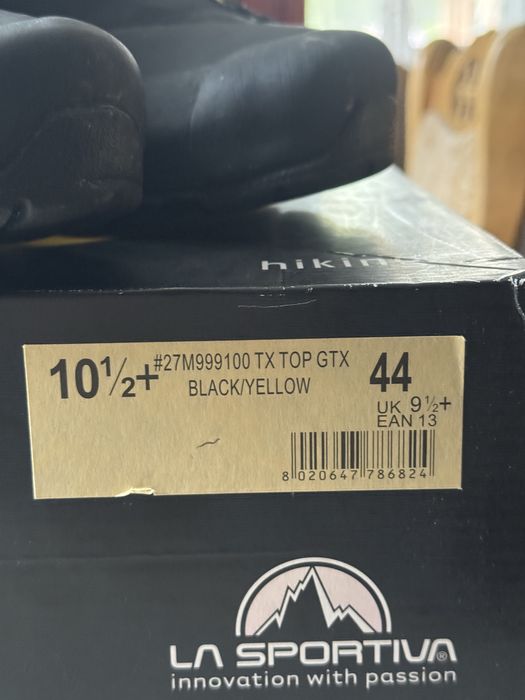 hikin
10½+
#27M999100 TX TOP GTX
BLACK/YELLOW
44
UK 9½+
EAN 13
8 020647 786824
LA SPORTIVA®
innovation with passion